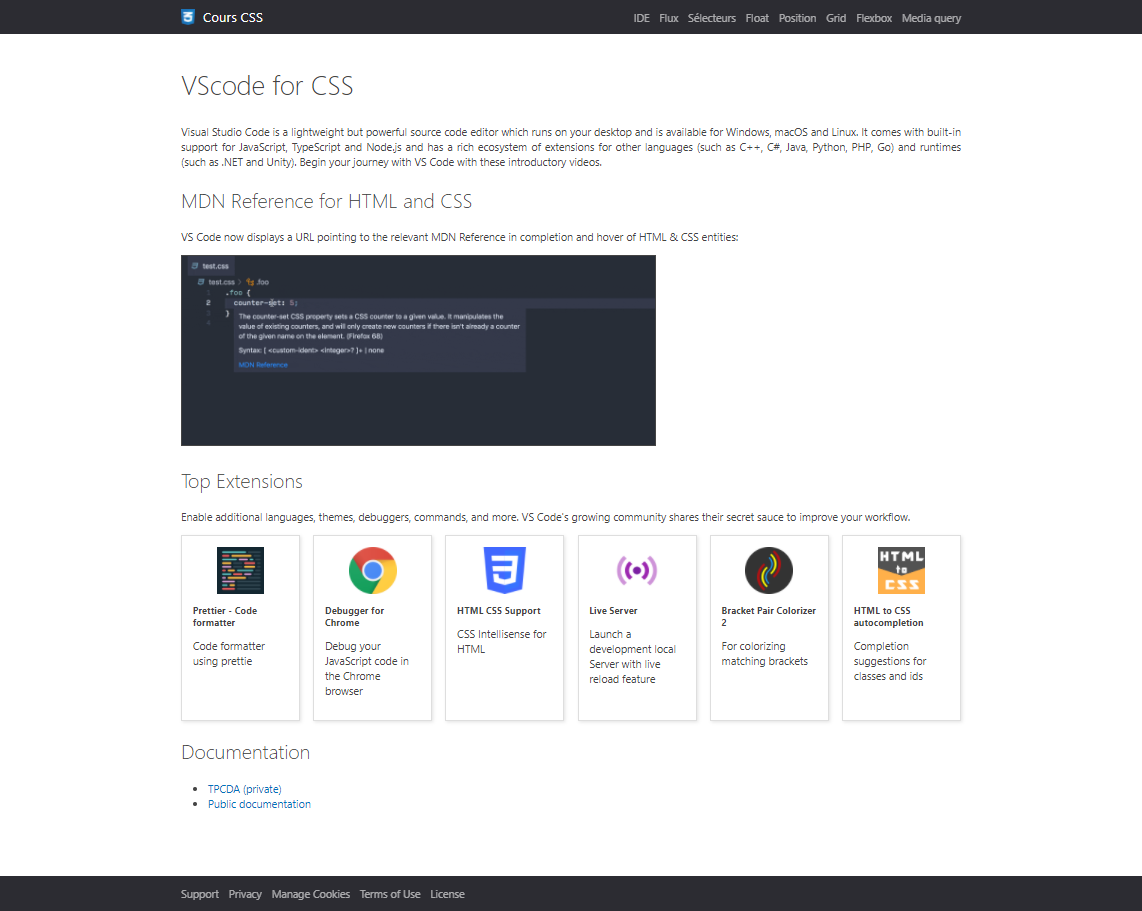 Cours CSS
IDE Flux Sélecteurs Float Position Grid Flexbox Media query
VScode for CSS
Visual Studio Code is a lightweight but powerful source code editor which runs on your desktop and is available for Windows, macOS and Linux. It comes with built-in
support for JavaScript, TypeScript and Node.js and has a rich ecosystem of extensions for other languages (such as C++, C#, Java, Python, PHP, Go) and runtimes
(such as .NET and Unity). Begin your journey with VS Code with these introductory videos.
MDN Reference for HTML and CSS
VS Code now displays a URL pointing to the relevant MDN Reference in completion and hover of HTML & CSS entities:
test.css
test.css > .foo
1 .foo {
2 counter-set: 5;
3 }
4
The counter-set CSS property sets a CSS counter to a given value. It manipulates the
value of existing counters, and will only create new counters if there isn't already a counter
of the given name on the element. (Firefox 68)
Syntax: [ <custom-ident> <integer>? ]+ | none
MDN Reference
Top Extensions
Enable additional languages, themes, debuggers, commands, and more. VS Code's growing community shares their secret sauce to improve your workflow.
Prettier - Code
formatter
Code formatter
using prettie
Debugger for
Chrome
Debug your
JavaScript code in
the Chrome
browser
HTML CSS Support
CSS Intellisense for
HTML
Live Server
Launch a
development local
Server with live
reload feature
Bracket Pair Colorizer
2
For colorizing
matching brackets
HTML
to
CSS
HTML to CSS
autocompletion
Completion
suggestions for
classes and ids
Documentation
TPCDA (private)
Public documentation
Support Privacy Manage Cookies Terms of Use License